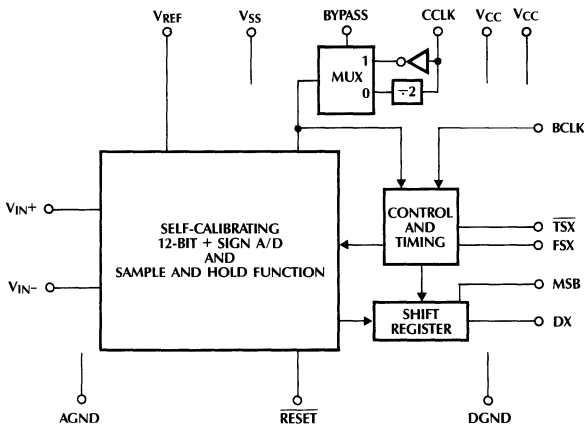 VREF VSS BYPASS CCLK VCC VCC
MUX 1
0 ÷2
BCLK
VIN+
SELF-CALIBRATING
12-BIT + SIGN A/D
AND
SAMPLE AND HOLD FUNCTION
CONTROL
AND
TIMING
TSX
FSX
VIN−
MSB
SHIFT
REGISTER
DX
AGND RESET DGND